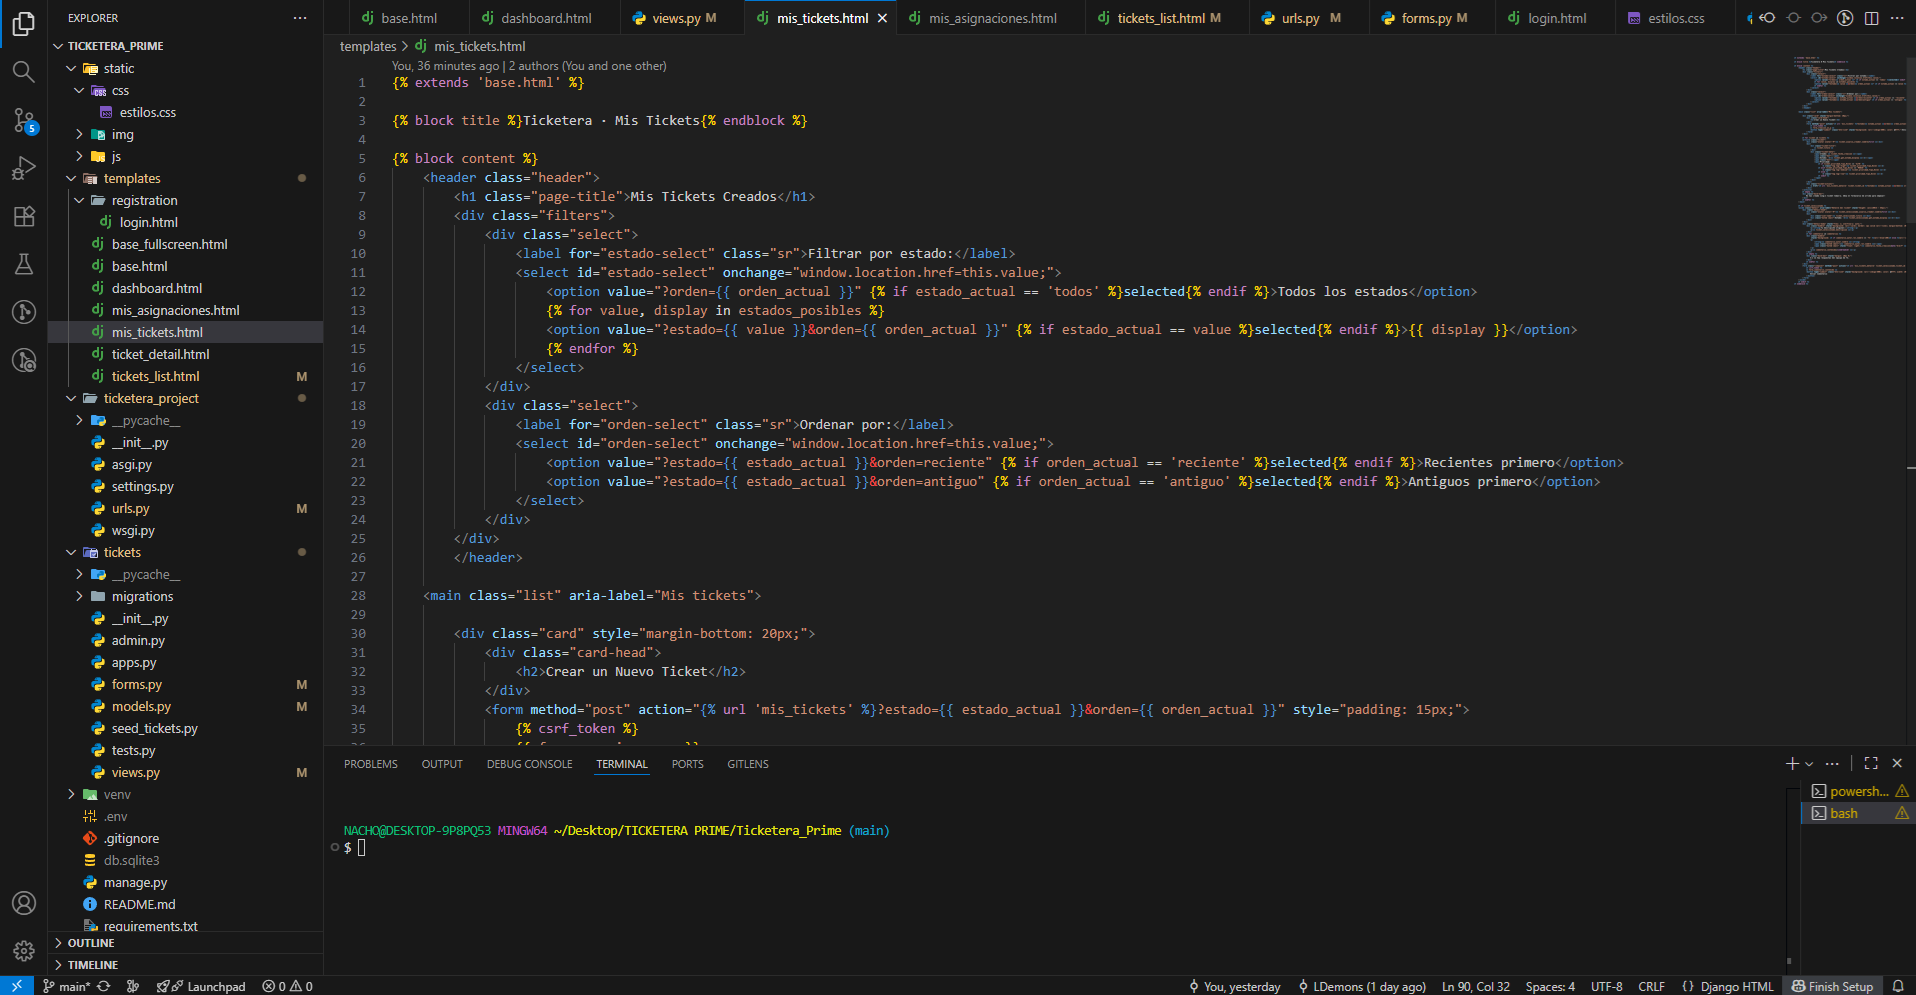 EXPLORER
TICKETERA_PRIME
static
css
estilos.css
img
js
templates
registration
login.html
base_fullscreen.html
base.html
dashboard.html
mis_asignaciones.html
mis_tickets.html
ticket_detail.html
tickets_list.html M
ticketera_project
__pycache__
__init__.py
asgi.py
settings.py
urls.py M
wsgi.py
tickets
__pycache__
migrations
__init__.py
admin.py
apps.py
forms.py M
models.py M
seed_tickets.py
tests.py
views.py M
venv
.env
.gitignore
db.sqlite3
manage.py
README.md
requirements.txt
OUTLINE
TIMELINE
base.html dashboard.html views.py M mis_tickets.html mis_asignaciones.html tickets_list.html M urls.py M forms.py M login.html estilos.css
templates > mis_tickets.html
You, 36 minutes ago | 2 authors (You and one other)
1 {% extends 'base.html' %}
2
3 {% block title %}Ticketera · Mis Tickets{% endblock %}
4
5 {% block content %}
6 <header class="header">
7 <h1 class="page-title">Mis Tickets Creados</h1>
8 <div class="filters">
9 <div class="select">
10 <label for="estado-select" class="sr">Filtrar por estado:</label>
11 <select id="estado-select" onchange="window.location.href=this.value;">
12 <option value="?orden={{ orden_actual }}" {% if estado_actual == 'todos' %}selected{% endif %}>Todos los estados</option>
13 {% for value, display in estados_posibles %}
14 <option value="?estado={{ value }}&orden={{ orden_actual }}" {% if estado_actual == value %}selected{% endif %}>{{ display }}</option>
15 {% endfor %}
16 </select>
17 </div>
18 <div class="select">
19 <label for="orden-select" class="sr">Ordenar por:</label>
20 <select id="orden-select" onchange="window.location.href=this.value;">
21 <option value="?estado={{ estado_actual }}&orden=reciente" {% if orden_actual == 'reciente' %}selected{% endif %}>Recientes primero</option>
22 <option value="?estado={{ estado_actual }}&orden=antiguo" {% if orden_actual == 'antiguo' %}selected{% endif %}>Antiguos primero</option>
23 </select>
24 </div>
25 </div>
26 </header>
27
28 <main class="list" aria-label="Mis tickets">
29
30 <div class="card" style="margin-bottom: 20px;">
31 <div class="card-head">
32 <h2>Crear un Nuevo Ticket</h2>
33 </div>
34 <form method="post" action="{% url 'mis_tickets' %}?estado={{ estado_actual }}&orden={{ orden_actual }}" style="padding: 15px;">
35 {% csrf_token %}
PROBLEMS OUTPUT DEBUG CONSOLE TERMINAL PORTS GITLENS
powersh...
bash
NACHO@DESKTOP-9P8PQ53 MINGW64 ~/Desktop/TICKETERA PRIME/Ticketera_Prime (main)
$
5
main* Launchpad 0 0 You, yesterday LDemons (1 day ago) Ln 90, Col 32 Spaces: 4 UTF-8 CRLF {} Django HTML Finish Setup